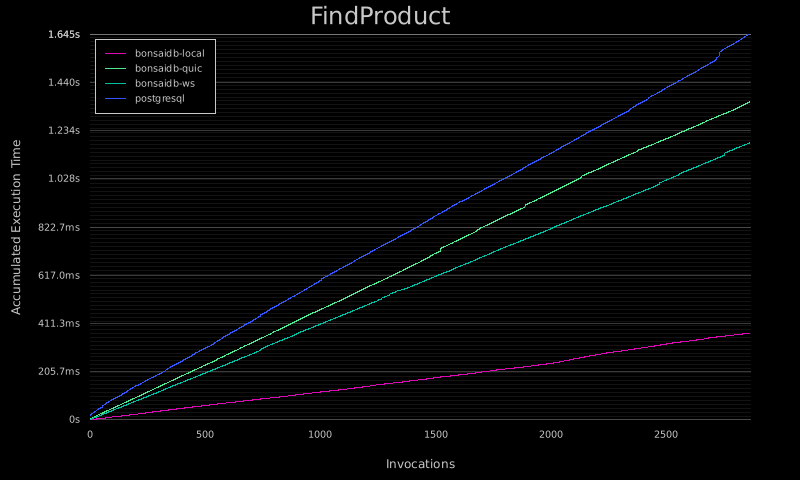 FindProduct
1.645s
1.440s
1.234s
1.028s
822.7ms
617.0ms
411.3ms
205.7ms
0s
Accumulated Execution Time
bonsaidb-local
bonsaidb-quic
bonsaidb-ws
postgresql
0 500 1000 1500 2000 2500
Invocations